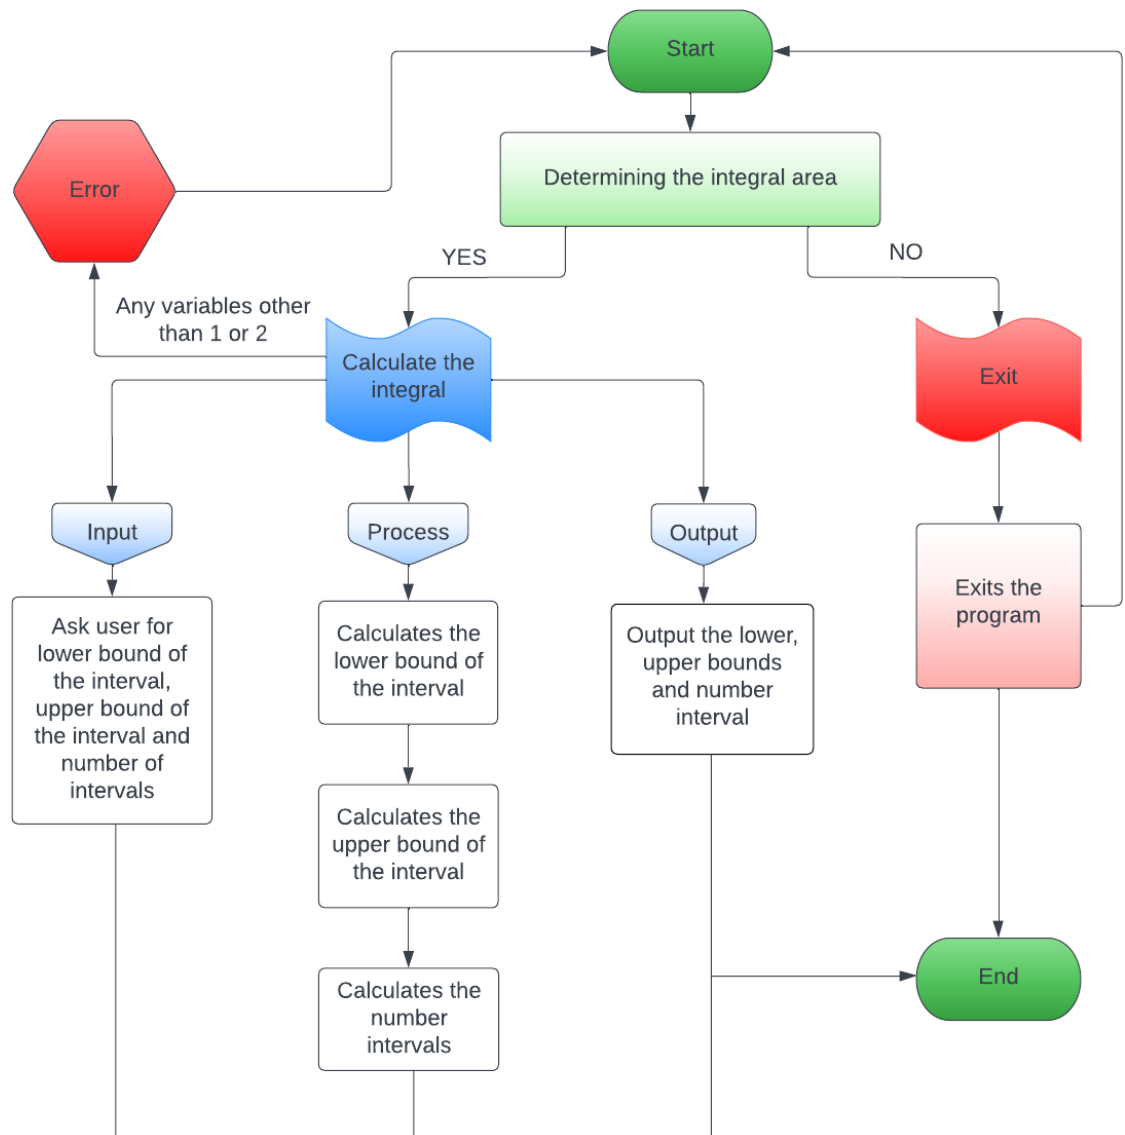 Start
Determining the integral area
Error
YES
NO
Any variables other
than 1 or 2
Calculate the
integral
Exit
Input
Process
Output
Exits the
program
Ask user for
lower bound of
the interval,
upper bound of
the interval and
number of
intervals
Calculates the
lower bound of
the interval
Output the lower,
upper bounds
and number
interval
Calculates the
upper bound of
the interval
End
Calculates the
number
intervals